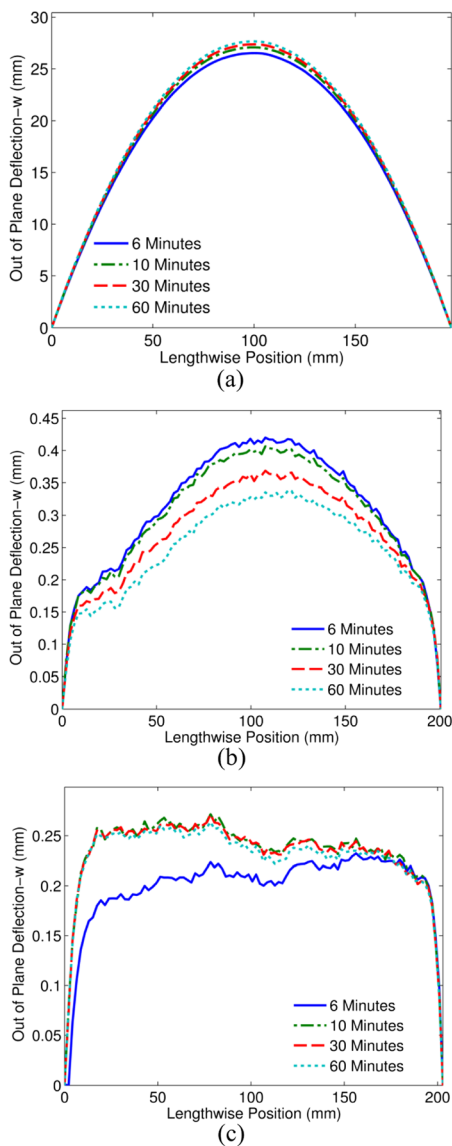 30
25
20
15
10
5
0
Out of Plane Deflection-w (mm)
6 Minutes
10 Minutes
30 Minutes
60 Minutes
0 50 100 150
Lengthwise Position (mm)
(a)
0.45
0.4
0.35
0.3
0.25
0.2
0.15
0.1
0.05
0
Out of Plane Deflection-w (mm)
6 Minutes
10 Minutes
30 Minutes
60 Minutes
0 50 100 150 200
Lengthwise Position (mm)
(b)
0.25
0.2
0.15
0.1
0.05
0
Out of Plane Deflection-w (mm)
6 Minutes
10 Minutes
30 Minutes
60 Minutes
0 50 100 150 200
Lengthwise Position (mm)
(c)